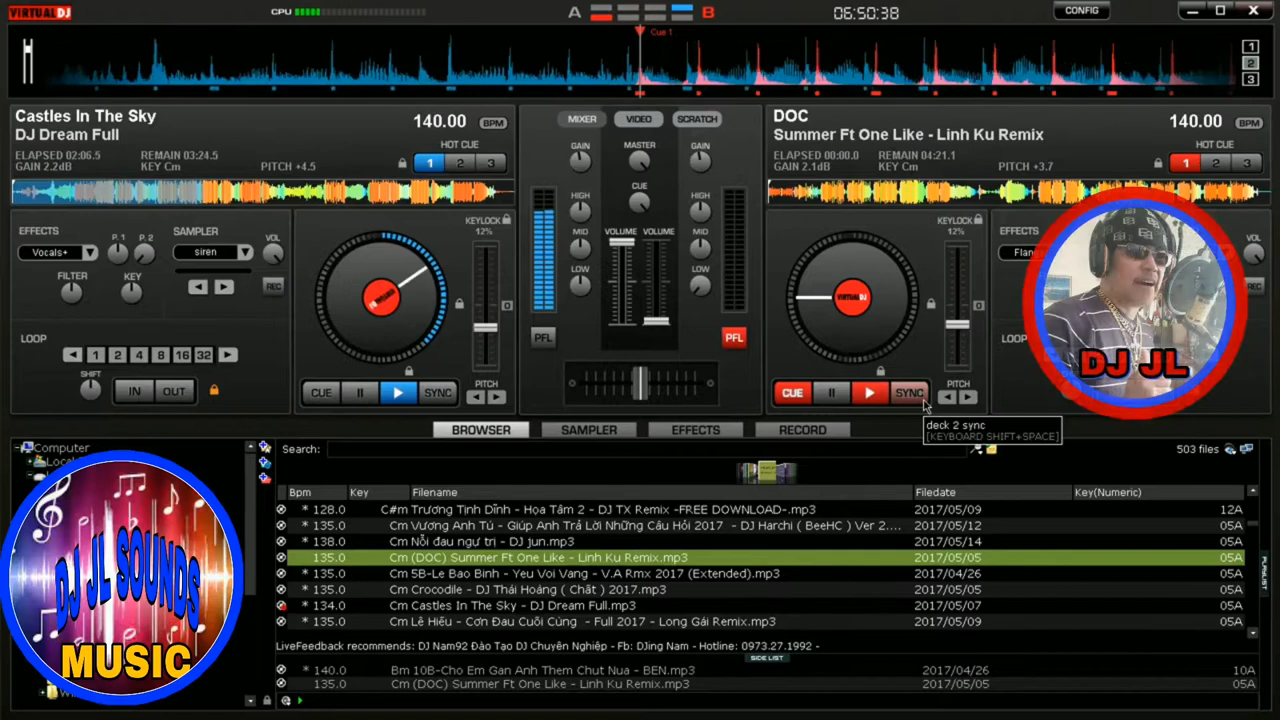 VIRTUAL DJ
CPU
A
B
06:50:38
CONFIG
Cue 1
1
2
3
Castles In The Sky
DJ Dream Full
140.00 BPM
ELAPSED 02:06.5 REMAIN 03:24.5
GAIN 2.2dB KEY Cm PITCH +4.5
HOT CUE
1 2 3
MIXER VIDEO SCRATCH
GAIN MASTER GAIN
HIGH CUE HIGH
MID VOLUME VOLUME MID
LOW LOW
PFL PFL
DOC
Summer Ft One Like - Linh Ku Remix
140.00 BPM
ELAPSED 00:00.0 REMAIN 04:21.1
GAIN 2.1dB KEY Cm PITCH +3.7
HOT CUE
1 2 3
EFFECTS P.1 P.2 SAMPLER VOL
Vocals+ siren
FILTER KEY REC
LOOP
1 2 4 8 16 32
SHIFT IN OUT
KEYLOCK
12%
0
VIRTUALDJ
CUE SYNC PITCH
KEYLOCK
12%
0
VIRTUALDJ
CUE SYNC PITCH
EFFECTS
Flan
VOL
REC
LOO
DJ JL
deck 2 sync
[KEYBOARD SHIFT+SPACE]
BROWSER SAMPLER EFFECTS RECORD
Computer
Local
Search:
503 files
Bpm Key Filename Filedate Key(Numeric)
* 128.0 C#m Trương Tịnh Dĩnh - Họa Tâm 2 - DJ TX Remix -FREE DOWNLOAD-.mp3 2017/05/09 12A
* 135.0 Cm Vương Anh Tú - Giúp Anh Trả Lời Những Câu Hỏi 2017 - DJ Harchi ( BeeHC ) Ver 2.... 2017/05/12 05A
* 138.0 Cm Nỗi đau ngự trị - DJ jun.mp3 2017/05/14 05A
* 135.0 Cm (DOC) Summer Ft One Like - Linh Ku Remix.mp3 2017/05/05 05A
* 135.0 Cm 5B-Le Bao Binh - Yeu Voi Vang - V.A Rmx 2017 (Extended).mp3 2017/04/26 05A
* 135.0 Cm Crocodile - DJ Thái Hoàng ( Chất ) 2017.mp3 2017/05/05 05A
* 134.0 Cm Castles In The Sky - DJ Dream Full.mp3 2017/05/07 05A
* 135.0 Cm Lê Hiếu - Cơn Đau Cuối Cùng - Full 2017 - Long Gái Remix.mp3 2017/05/09 05A
PLAYLIST
LiveFeedback recommends: DJ Nam92 Đào Tạo DJ Chuyên Nghiệp - Fb: DJing Nam - Hotline: 0973.27.1992 -
SIDE LIST
* 140.0 Bm 10B-Cho Em Gan Anh Them Chut Nua - BEN.mp3 2017/04/26 10A
* 135.0 Cm (DOC) Summer Ft One Like - Linh Ku Remix.mp3 2017/05/05 05A
DJ JL SOUNDS
MUSIC